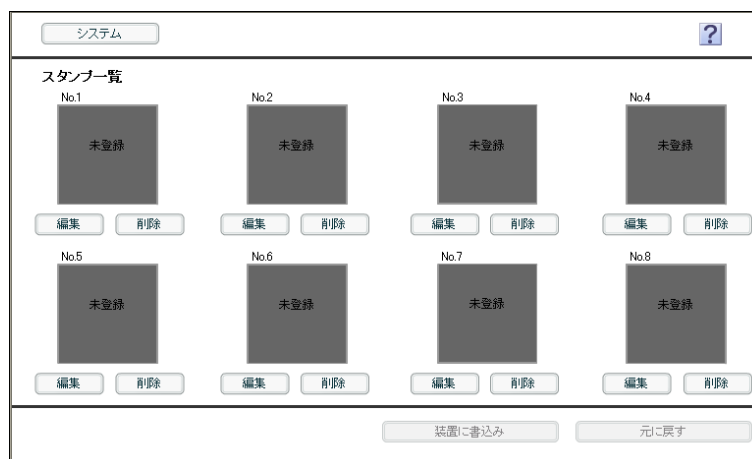 システム
?
スタンプ一覧
No.1 No.2 No.3 No.4
未登録 未登録 未登録 未登録
編集 削除 編集 削除 編集 削除 編集 削除
No.5 No.6 No.7 No.8
未登録 未登録 未登録 未登録
編集 削除 編集 削除 編集 削除 編集 削除
装置に書込み 元に戻す